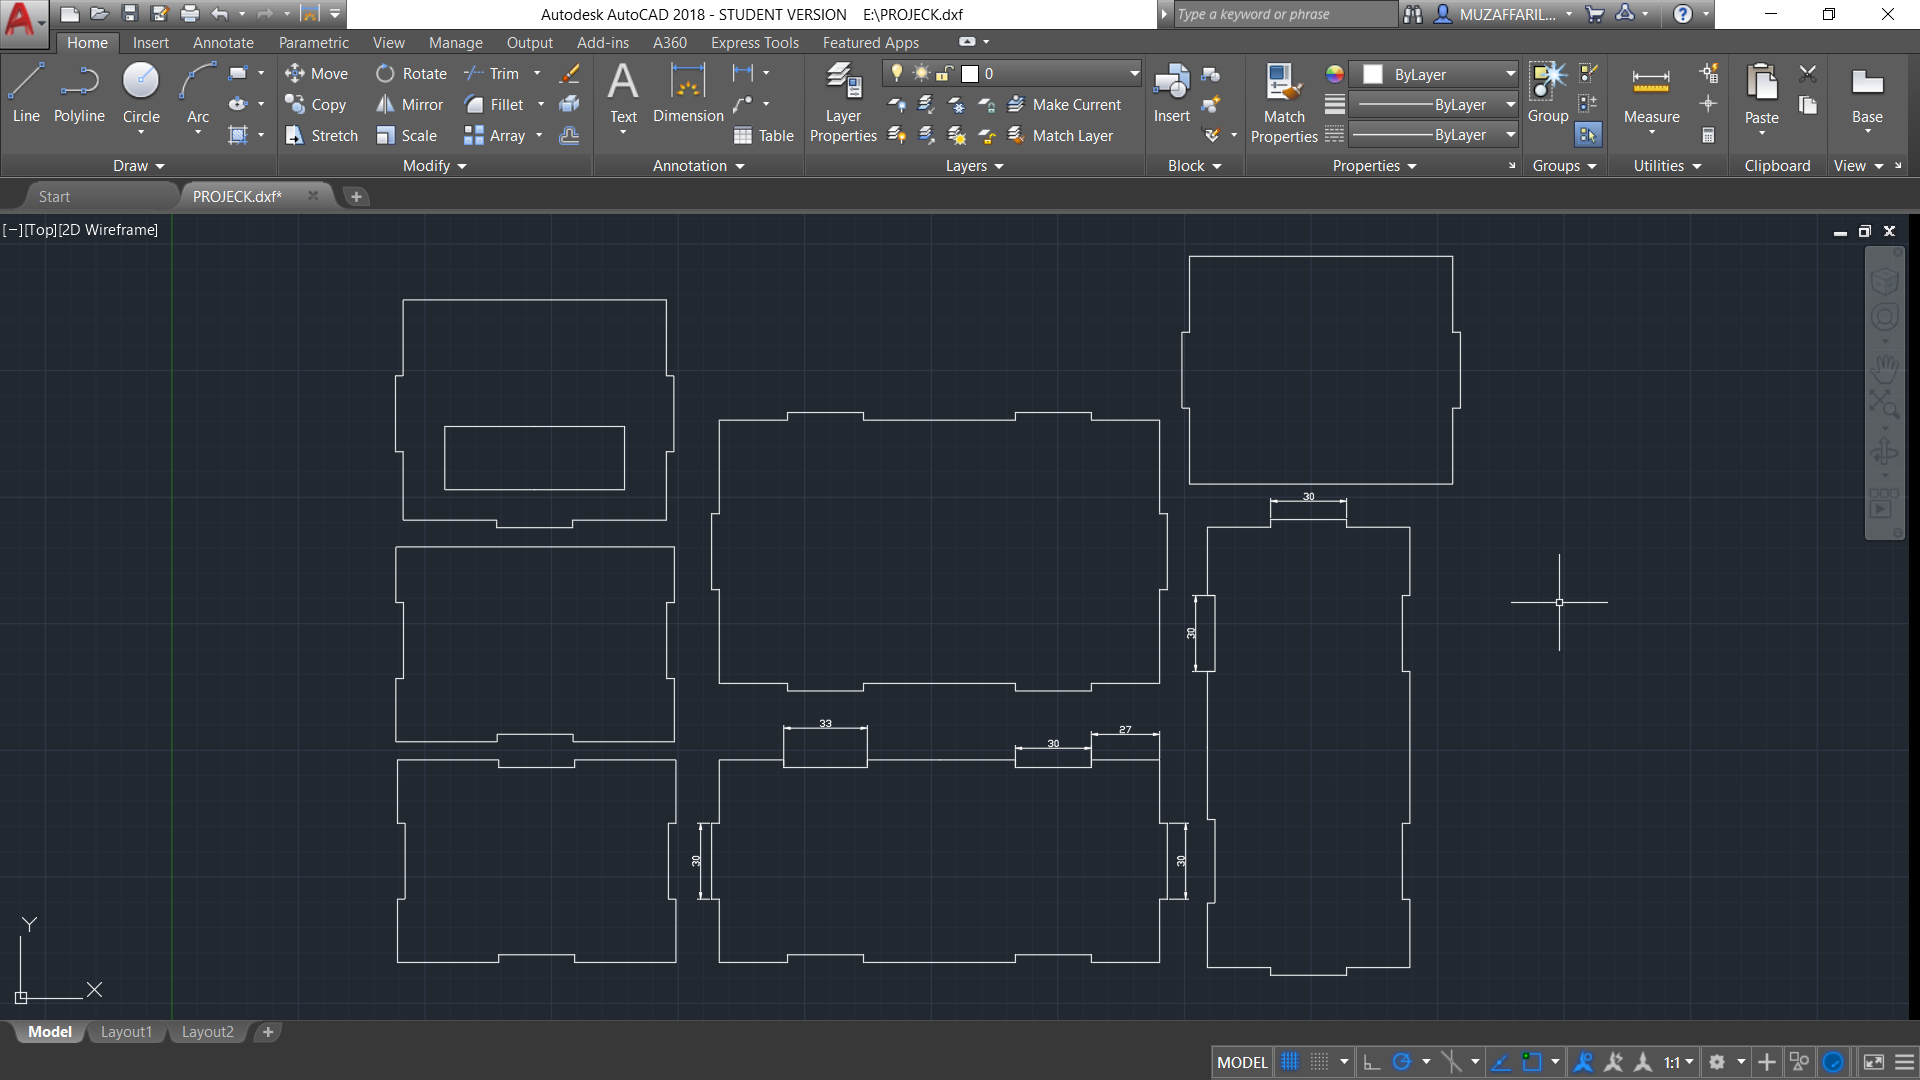 Autodesk AutoCAD 2018 - STUDENT VERSION E:\PROJECK.dxf
Type a keyword or phrase
MUZAFFARIL...
Home Insert Annotate Parametric View Manage Output Add-ins A360 Express Tools Featured Apps
Line Polyline Circle Arc
Move Rotate Trim
Copy Mirror Fillet
Stretch Scale Array
Text Dimension Table
Layer Properties
0
Make Current
Match Layer
Insert
Match Properties
ByLayer
ByLayer
ByLayer
Group
Measure
Paste
Base
Draw Modify Annotation Layers Block Properties Groups Utilities Clipboard View
Start PROJECK.dxf*
[−][Top][2D Wireframe]
30
30
33
30
27
30
30
Y
X
Model Layout1 Layout2
MODEL 1:1